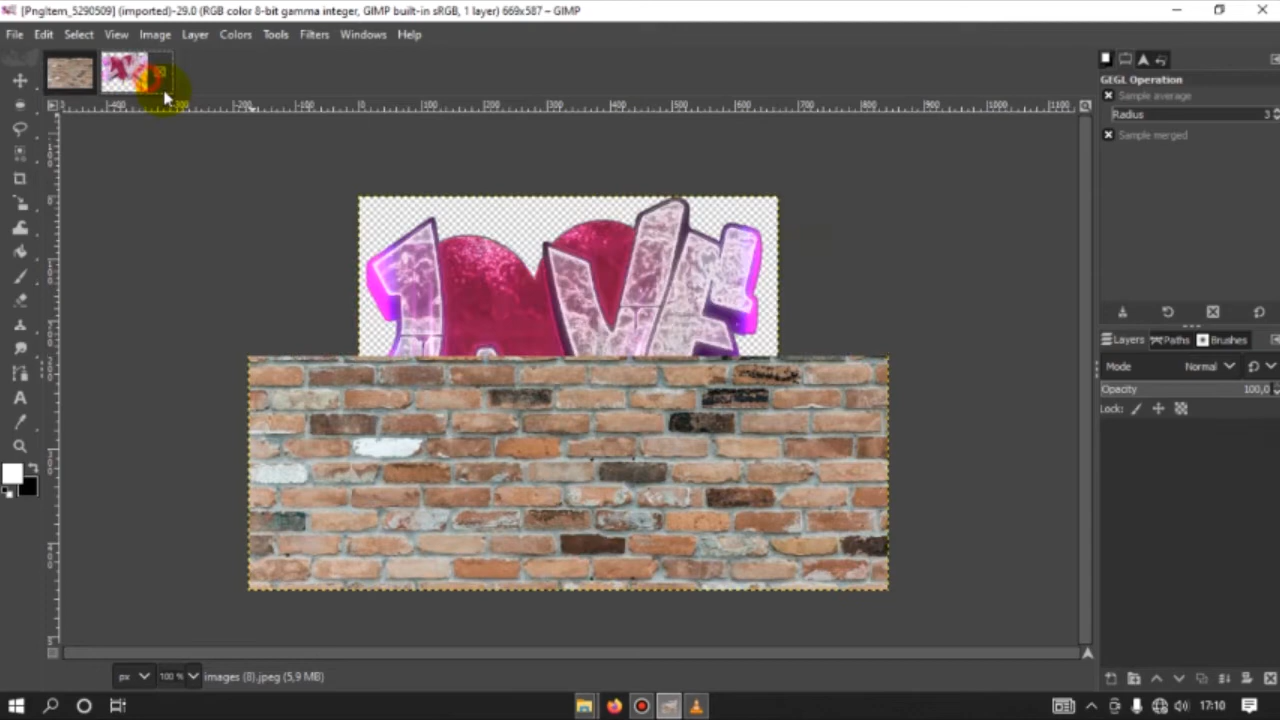 [PngItem_5290509] (imported)-29.0 (RGB color 8-bit gamma integer, GIMP built-in sRGB, 1 layer) 669x587 – GIMP
File Edit Select View Image Layer Colors Tools Filters Windows Help
GEGL Operation
Sample average
Radius 3
Sample merged
Layers Paths Brushes
Mode Normal
Opacity 100,0
Lock:
px 100 % images (8).jpeg (5,9 MB)
17:10